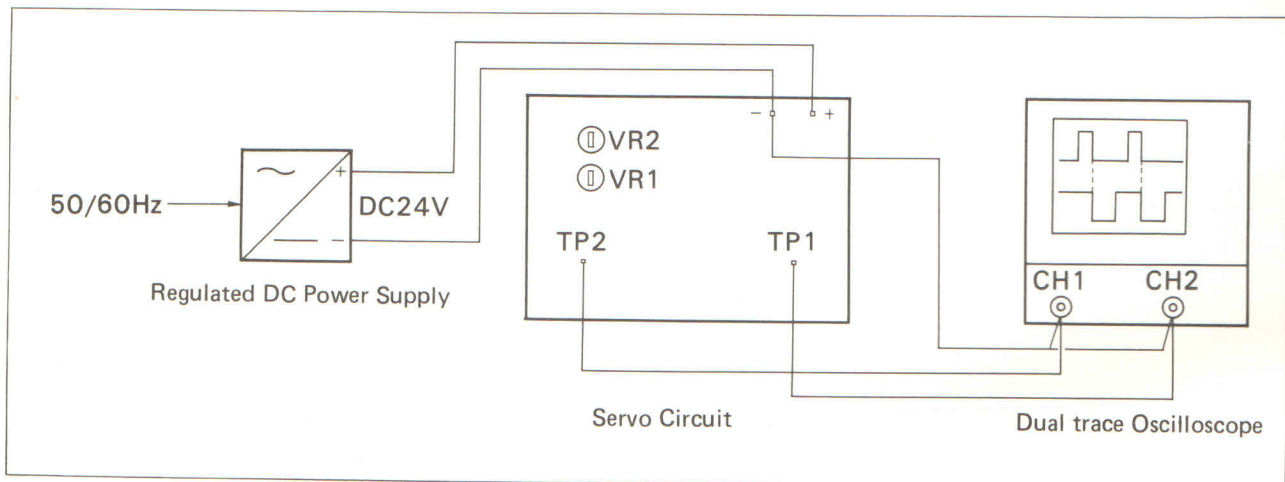 - +
VR2
VR1
50/60Hz
+
DC24V
-
TP2 TP1
CH1 CH2
Regulated DC Power Supply
Servo Circuit
Dual trace Oscilloscope